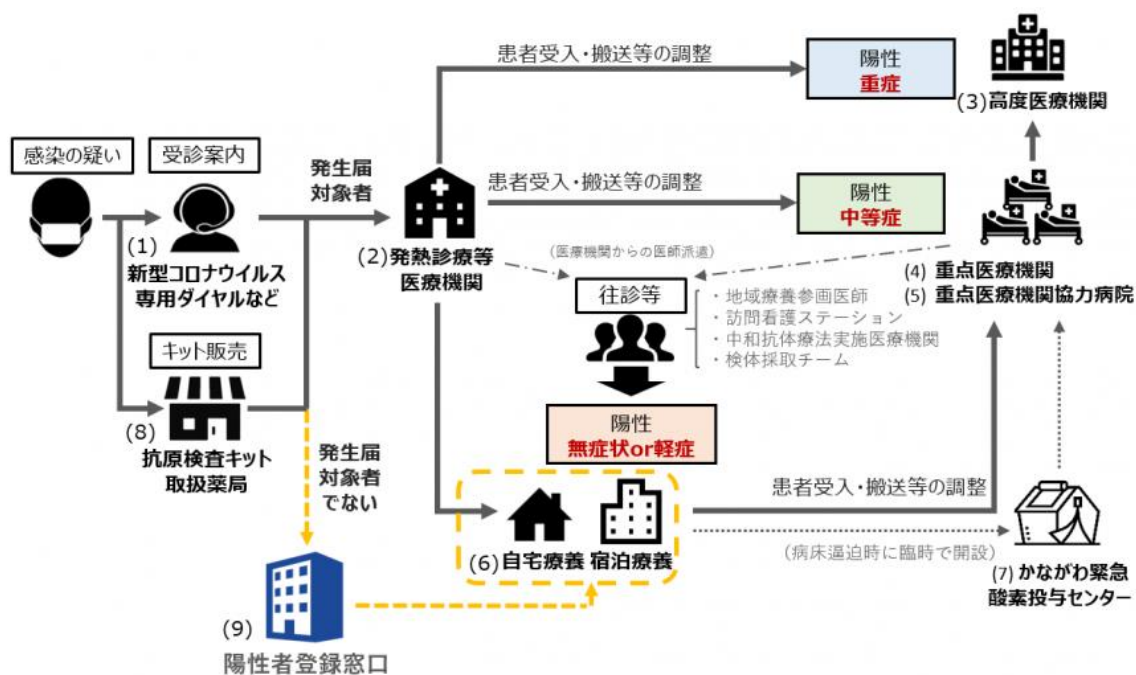 患者受入・搬送等の調整
陽性
重症
(3) 高度医療機関
感染の疑い
受診案内
発生届
対象者
患者受入・搬送等の調整
陽性
中等症
(1)
新型コロナウイルス
専用ダイヤルなど
(2) 発熱診療等
医療機関
(医療機関からの医師派遣)
(4) 重点医療機関
(5) 重点医療機関協力病院
往診等
・地域療養参画医師
・訪問看護ステーション
・中和抗体療法実施医療機関
・検体採取チーム
キット販売
(8)
抗原検査キット
取扱薬局
陽性
無症状or軽症
発生届
対象者
でない
患者受入・搬送等の調整
(6) 自宅療養 宿泊療養
(病床逼迫時に臨時で開設)
(7) かながわ緊急
酸素投与センター
(9)
陽性者登録窓口